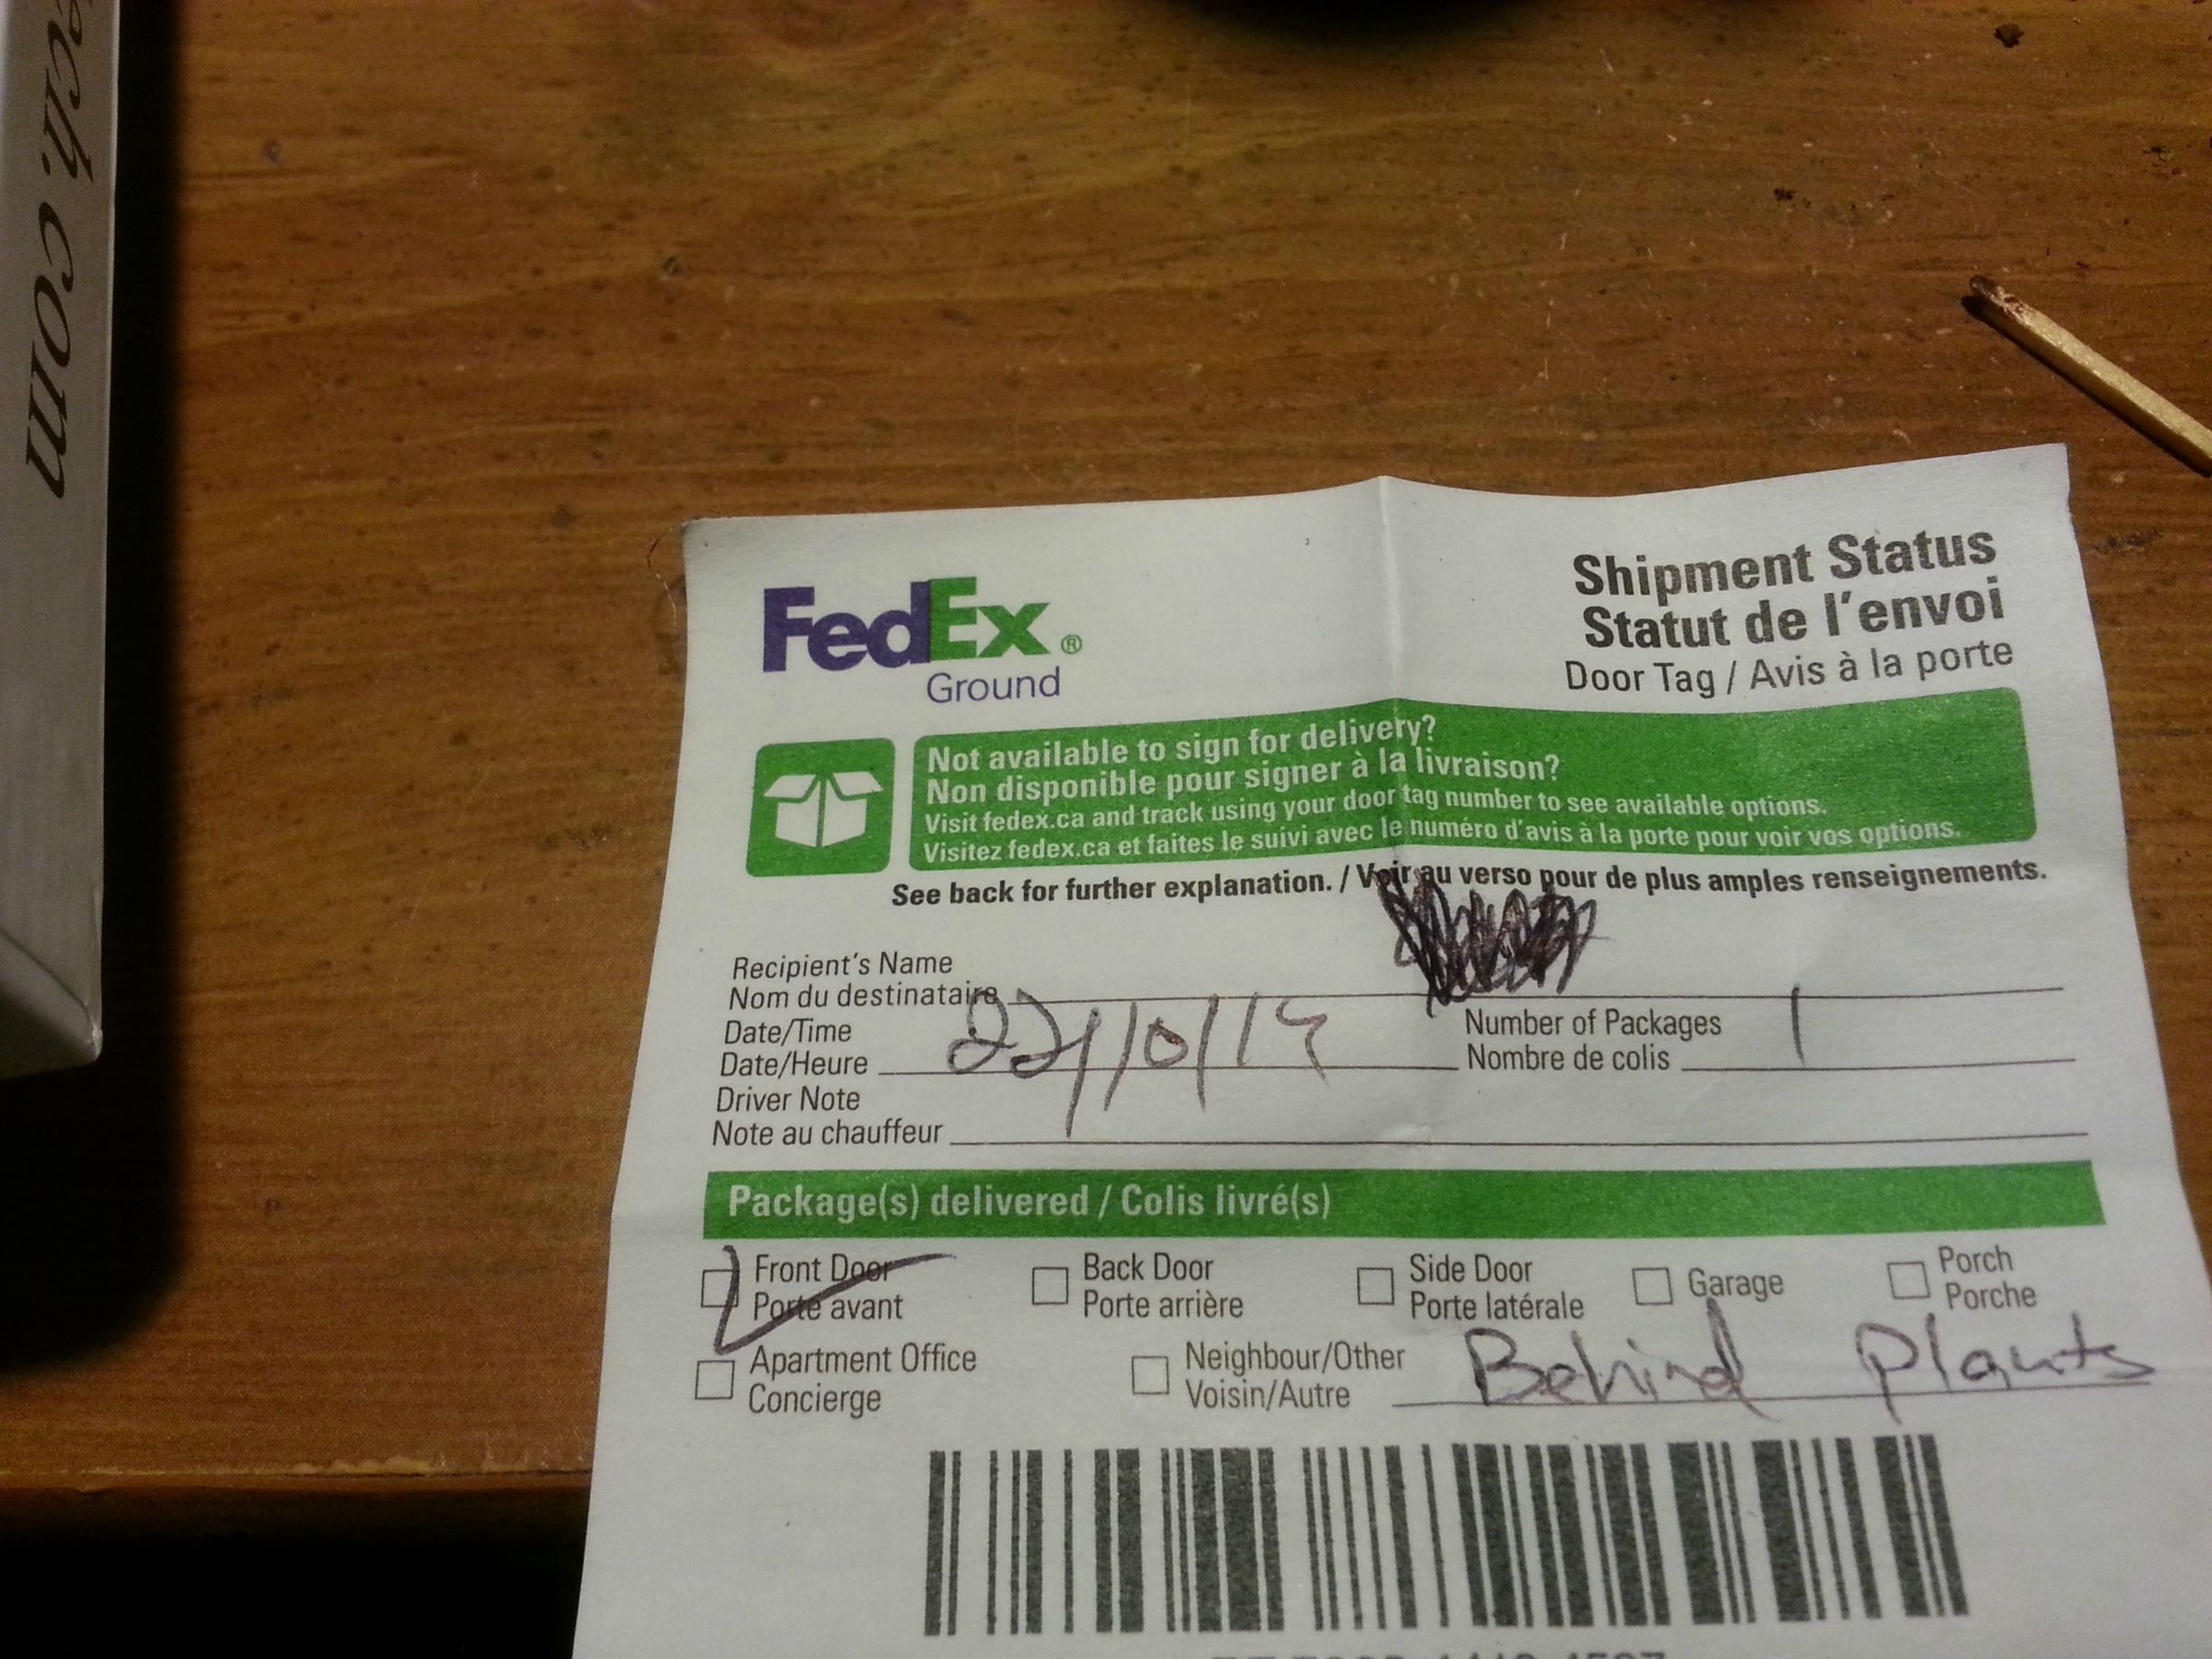 .com
FedEx®
Ground
Shipment Status
Statut de l'envoi
Door Tag / Avis à la porte
Not available to sign for delivery?
Non disponible pour signer à la livraison?
Visit fedex.ca and track using your door tag number to see available options.
Visitez fedex.ca et faites le suivi avec le numéro d'avis à la porte pour voir vos options.
See back for further explanation. / Voir au verso pour de plus amples renseignements.
Recipient's Name
Nom du destinataire
Date/Time
Date/Heure 22/10/14
Number of Packages
Nombre de colis 1
Driver Note
Note au chauffeur
Package(s) delivered / Colis livré(s)
Front Door
Porte avant
Back Door
Porte arrière
Side Door
Porte latérale
Garage
Porch
Porche
Apartment Office
Concierge
Neighbour/Other
Voisin/Autre Behind Plants